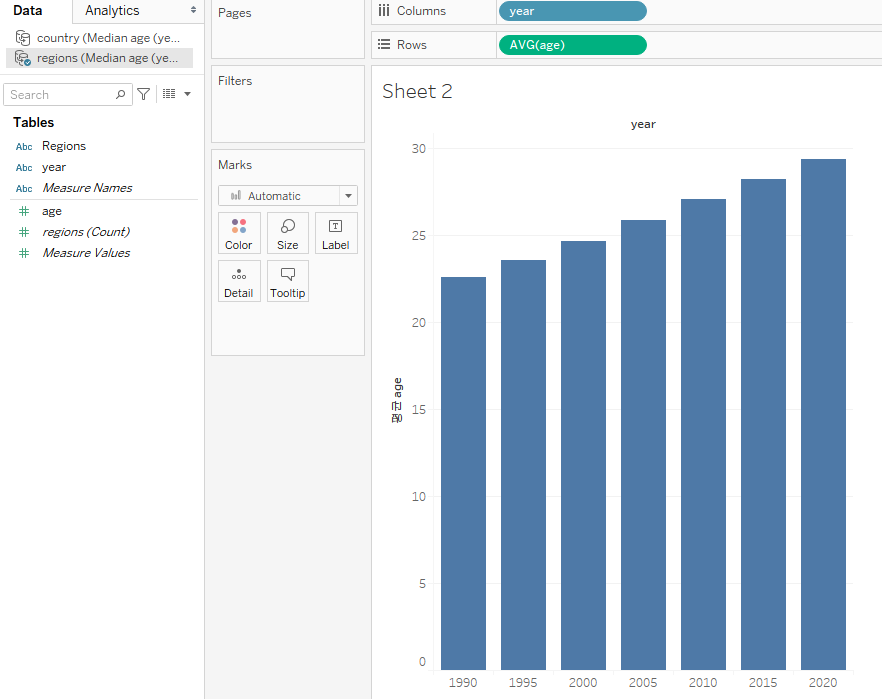 Data
Analytics
country (Median age (ye...
regions (Median age (ye...
Search
Tables
Abc Regions
Abc year
Abc Measure Names
# age
# regions (Count)
# Measure Values
Pages
Filters
Marks
Automatic
Color
Size
Label
Detail
Tooltip
Columns
year
Rows
AVG(age)
Sheet 2
year
평균 age
30
25
20
15
10
5
0
1990 1995 2000 2005 2010 2015 2020